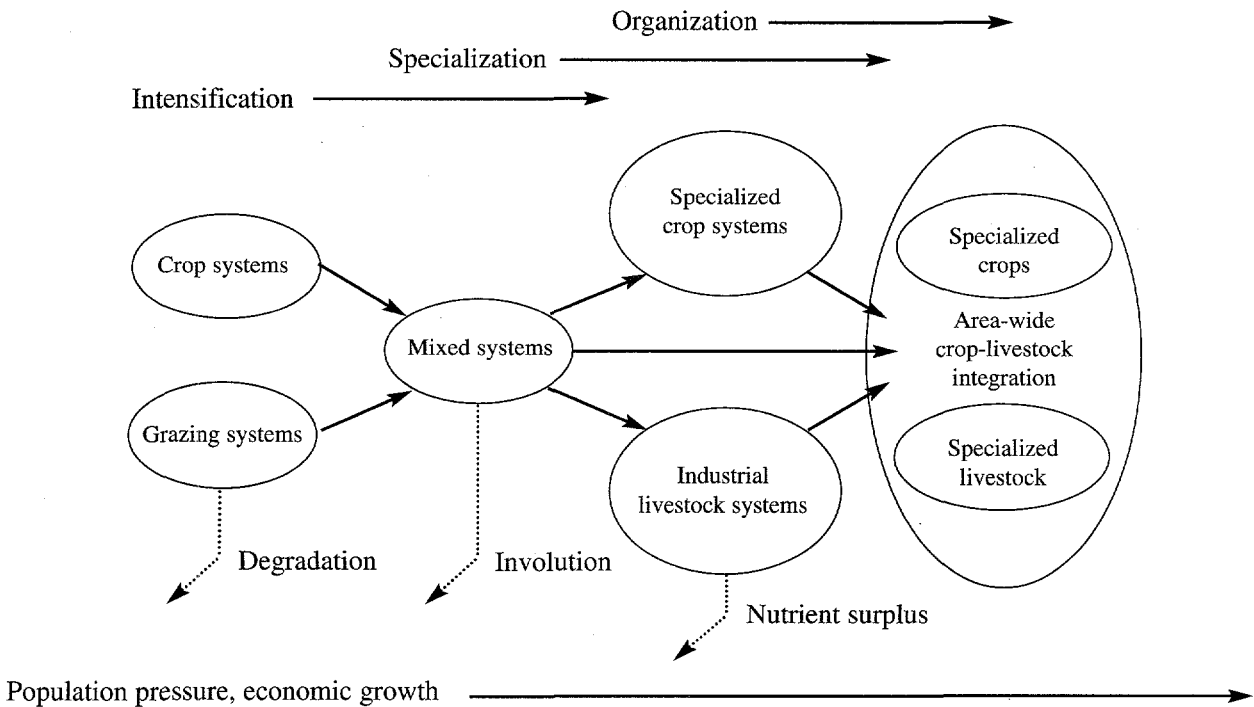 Organization
Specialization
Intensification
Specialized
crop systems
Crop systems
Specialized
crops
Mixed systems
Area-wide
crop-livestock
integration
Grazing systems
Industrial
livestock systems
Specialized
livestock
Degradation
Involution
Nutrient surplus
Population pressure, economic growth